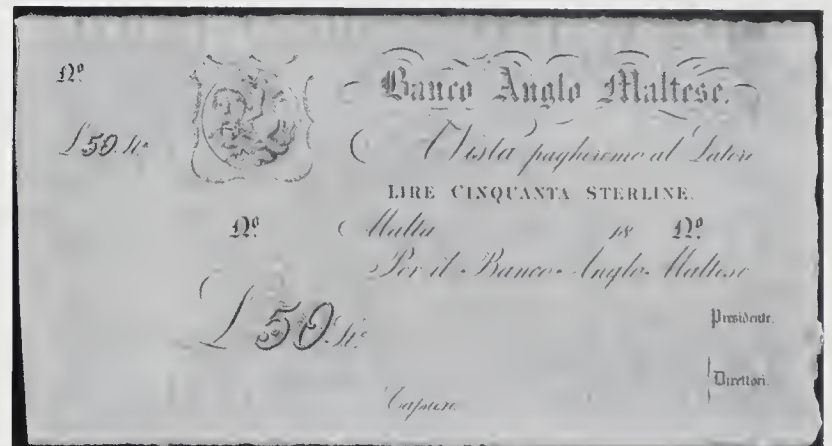 Nº
Banco Anglo Maltese.
£50. St.
A Vista pagheremo al Latore
LIRE CINQUANTA STERLINE.
Nº
Malta 18 Nº
Per il Banco Anglo-Maltese
£50. St.
Presidente.
Direttori.